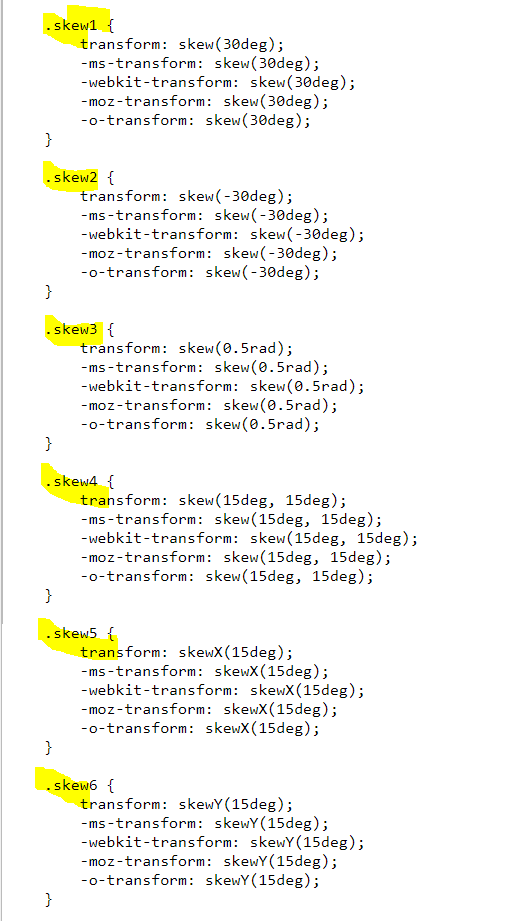 .skew1 {
transform: skew(30deg);
-ms-transform: skew(30deg);
-webkit-transform: skew(30deg);
-moz-transform: skew(30deg);
-o-transform: skew(30deg);
}
.skew2 {
transform: skew(-30deg);
-ms-transform: skew(-30deg);
-webkit-transform: skew(-30deg);
-moz-transform: skew(-30deg);
-o-transform: skew(-30deg);
}
.skew3 {
transform: skew(0.5rad);
-ms-transform: skew(0.5rad);
-webkit-transform: skew(0.5rad);
-moz-transform: skew(0.5rad);
-o-transform: skew(0.5rad);
}
.skew4 {
transform: skew(15deg, 15deg);
-ms-transform: skew(15deg, 15deg);
-webkit-transform: skew(15deg, 15deg);
-moz-transform: skew(15deg, 15deg);
-o-transform: skew(15deg, 15deg);
}
.skew5 {
transform: skewX(15deg);
-ms-transform: skewX(15deg);
-webkit-transform: skewX(15deg);
-moz-transform: skewX(15deg);
-o-transform: skewX(15deg);
}
.skew6 {
transform: skewY(15deg);
-ms-transform: skewY(15deg);
-webkit-transform: skewY(15deg);
-moz-transform: skewY(15deg);
-o-transform: skewY(15deg);
}